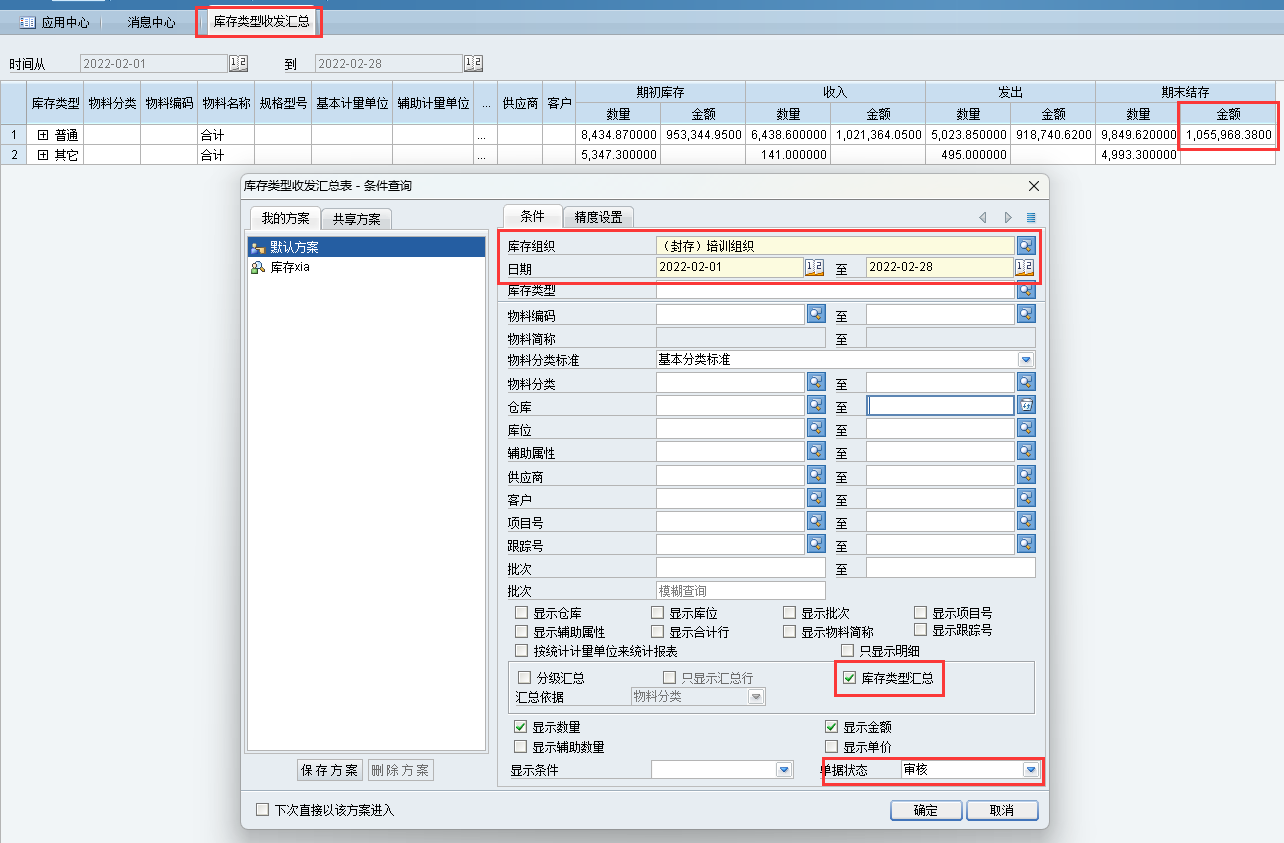 应用中心 消息中心 库存类型收发汇总
时间从 2022-02-01 到 2022-02-28
库存类型 物料分类 物料编码 物料名称 规格型号 基本计量单位 辅助计量单位 ... 供应商 客户 期初库存 收入 发出 期末结存
数量 金额 数量 金额 数量 金额 数量 金额
1 普通 合计 ... 8,434.870000 953,344.9500 6,438.600000 1,021,364.0500 5,023.850000 918,740.6200 9,849.620000 1,055,968.3800
2 其它 合计 ... 5,347.300000 141.000000 495.000000 4,993.300000
库存类型收发汇总表 - 条件查询
我的方案 共享方案
默认方案
库存xia
保存方案 删除方案
条件 精度设置
库存组织 （封存）培训组织
日期 2022-02-01 至 2022-02-28
库存类型
物料编码 至
物料简称 至
物料分类标准 基本分类标准
物料分类 至
仓库 至
库位 至
辅助属性 至
供应商 至
客户 至
项目号 至
跟踪号 至
批次 至
批次 模糊查询
显示仓库 显示库位 显示批次 显示项目号
显示辅助属性 显示合计行 显示物料简称 显示跟踪号
按统计计量单位来统计报表 只显示明细
分级汇总 只显示汇总行 库存类型汇总
汇总依据 物料分类
显示数量 显示金额
显示辅助数量 显示单价
显示条件 单据状态 审核
下次直接以该方案进入 确定 取消